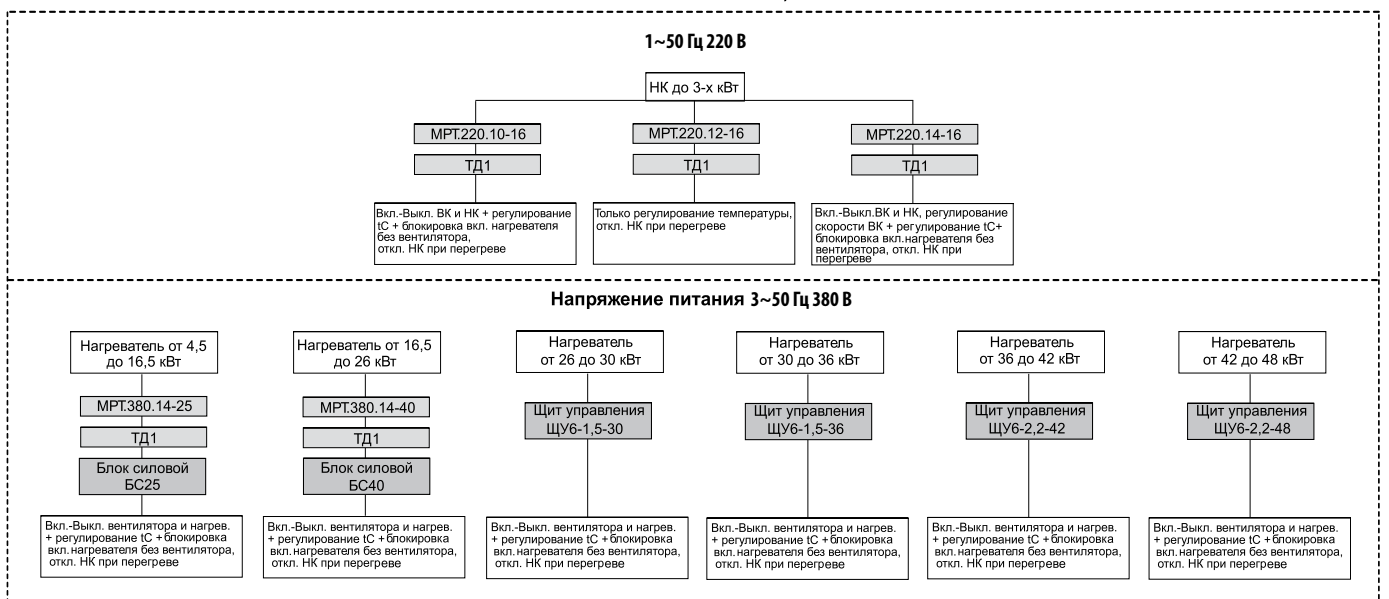 1~50 Гц 220 В
НК до 3-х кВт
МРТ.220.10-16
ТД1
Вкл.-Выкл. ВК и НК + регулирование
tC + блокировка вкл. нагревателя
без вентилятора,
откл. НК при перегреве
МРТ.220.12-16
ТД1
Только регулирование температуры,
откл. НК при перегреве
МРТ.220.14-16
ТД1
Вкл.-Выкл.ВК и НК, регулирование
скорости ВК + регулирование tC+
блокировка вкл.нагревателя без
вентилятора, откл. НК при
перегреве
Напряжение питания 3~50 Гц 380 В
Нагреватель от 4,5
до 16,5 кВт
МРТ.380.14-25
ТД1
Блок силовой
БС25
Вкл.-Выкл. вентилятора и нагрев.
+ регулирование tC +блокировка
вкл.нагревателя без вентилятора,
откл. НК при перегреве
Нагреватель от 16,5
до 26 кВт
МРТ.380.14-40
ТД1
Блок силовой
БС40
Вкл.-Выкл. вентилятора и нагрев.
+ регулирование tC +блокировка
вкл.нагревателя без вентилятора,
откл. НК при перегреве
Нагреватель
от 26 до 30 кВт
Щит управления
ЩУ6-1,5-30
Вкл.-Выкл. вентилятора и нагрев.
+ регулирование tC +блокировка
вкл.нагревателя без вентилятора,
откл. НК при перегреве
Нагреватель
от 30 до 36 кВт
Щит управления
ЩУ6-1,5-36
Вкл.-Выкл. вентилятора и нагрев.
+ регулирование tC +блокировка
вкл.нагревателя без вентилятора,
откл. НК при перегреве
Нагреватель
от 36 до 42 кВт
Щит управления
ЩУ6-2,2-42
Вкл.-Выкл. вентилятора и нагрев.
+ регулирование tC +блокировка
вкл.нагревателя без вентилятора,
откл. НК при перегреве
Нагреватель
от 42 до 48 кВт
Щит управления
ЩУ6-2,2-48
Вкл.-Выкл. вентилятора и нагрев.
+ регулирование tC +блокировка
вкл.нагревателя без вентилятора,
откл. НК при перегреве